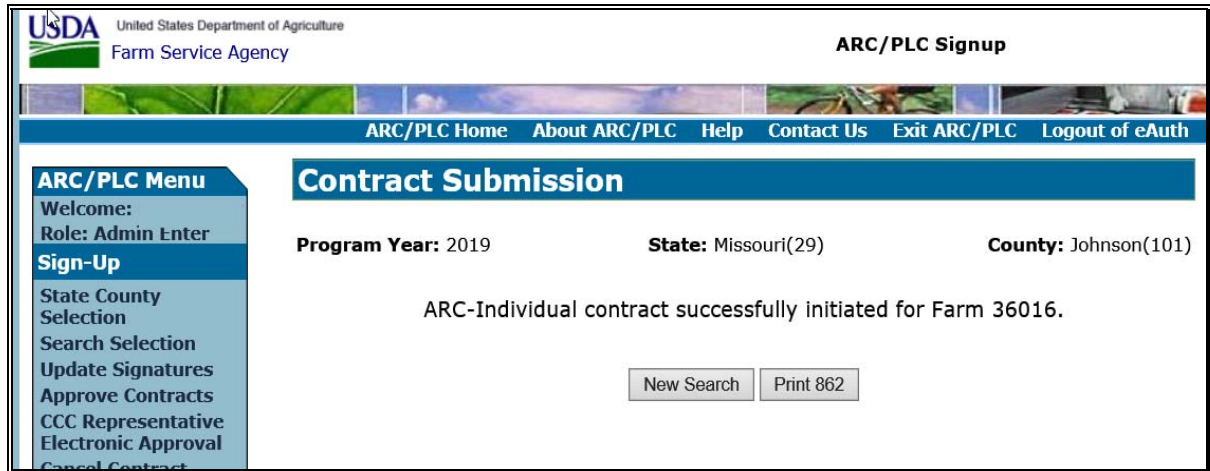 USDA
United States Department of Agriculture
Farm Service Agency
ARC/PLC Signup
ARC/PLC Home About ARC/PLC Help Contact Us Exit ARC/PLC Logout of eAuth
ARC/PLC Menu
Welcome:
Role: Admin Enter
Sign-Up
State County
Selection
Search Selection
Update Signatures
Approve Contracts
CCC Representative
Electronic Approval
Cancel Contract
Contract Submission
Program Year: 2019 State: Missouri(29) County: Johnson(101)
ARC-Individual contract successfully initiated for Farm 36016.
New Search Print 862